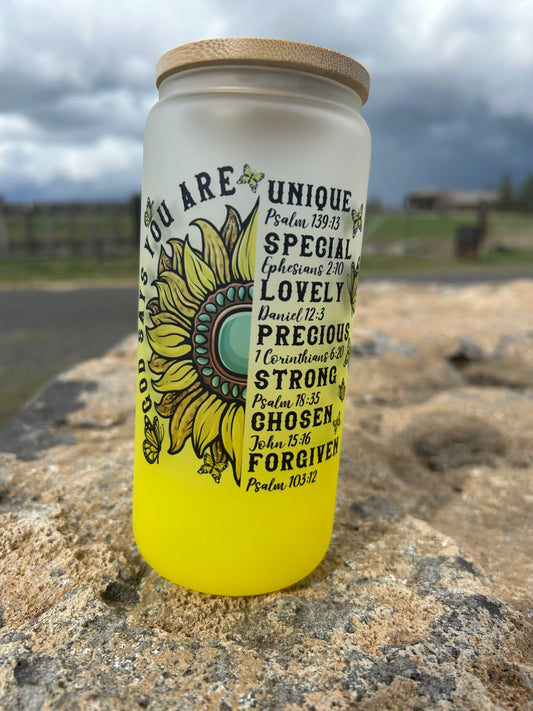 GOD SAYS YOU ARE
UNIQUE
Psalm 139:13
SPECIAL
Ephesians 2:10
LOVELY
Daniel 12:3
PRECIOUS
1 Corinthians 6:20
STRONG
Psalm 18:35
CHOSEN
John 15:16
FORGIVEN
Psalm 103:12